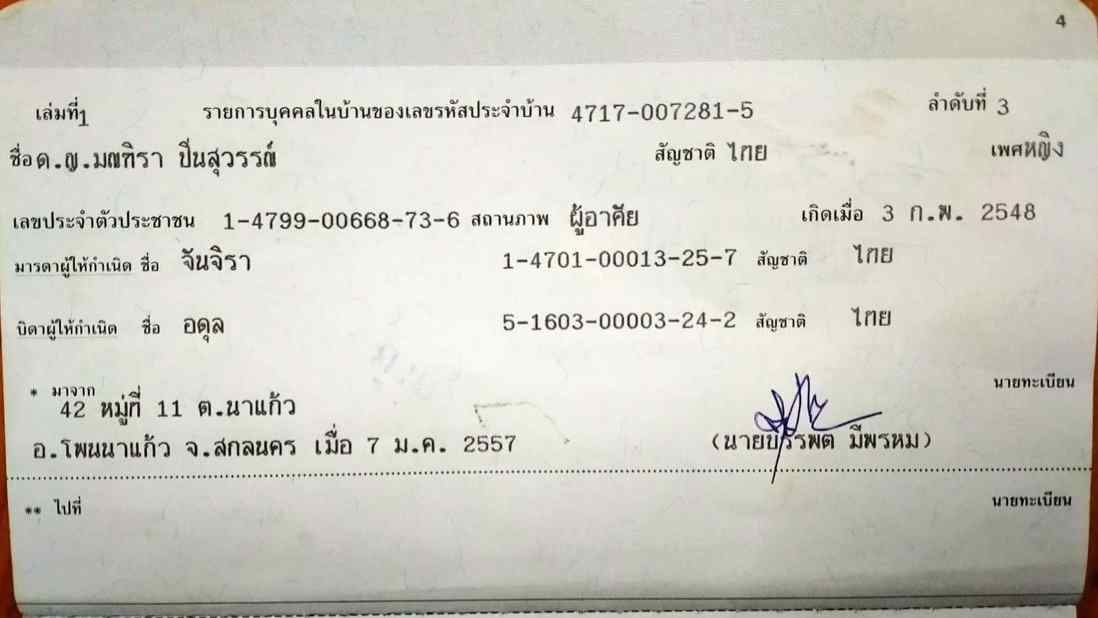 4
เล่มที่1 รายการบุคคลในบ้านของเลขรหัสประจำบ้าน 4717-007281-5 ลำดับที่ 3
ชื่อ ด.ญ.มณฑิรา ปิ่นสุวรรณ์ สัญชาติ ไทย เพศ หญิง
เลขประจำตัวประชาชน 1-4799-00668-73-6 สถานภาพ ผู้อาศัย เกิดเมื่อ 3 ก.พ. 2548
มารดาผู้ให้กำเนิด ชื่อ จันจิรา 1-4701-00013-25-7 สัญชาติ ไทย
บิดาผู้ให้กำเนิด ชื่อ อดุล 5-1603-00003-24-2 สัญชาติ ไทย
* มาจาก นายทะเบียน
42 หมู่ที่ 11 ต.นาแก้ว
อ.โพนนาแก้ว จ.สกลนคร เมื่อ 7 ม.ค. 2557 (นายบรรพต มีพรหม)
** ไปที่ นายทะเบียน